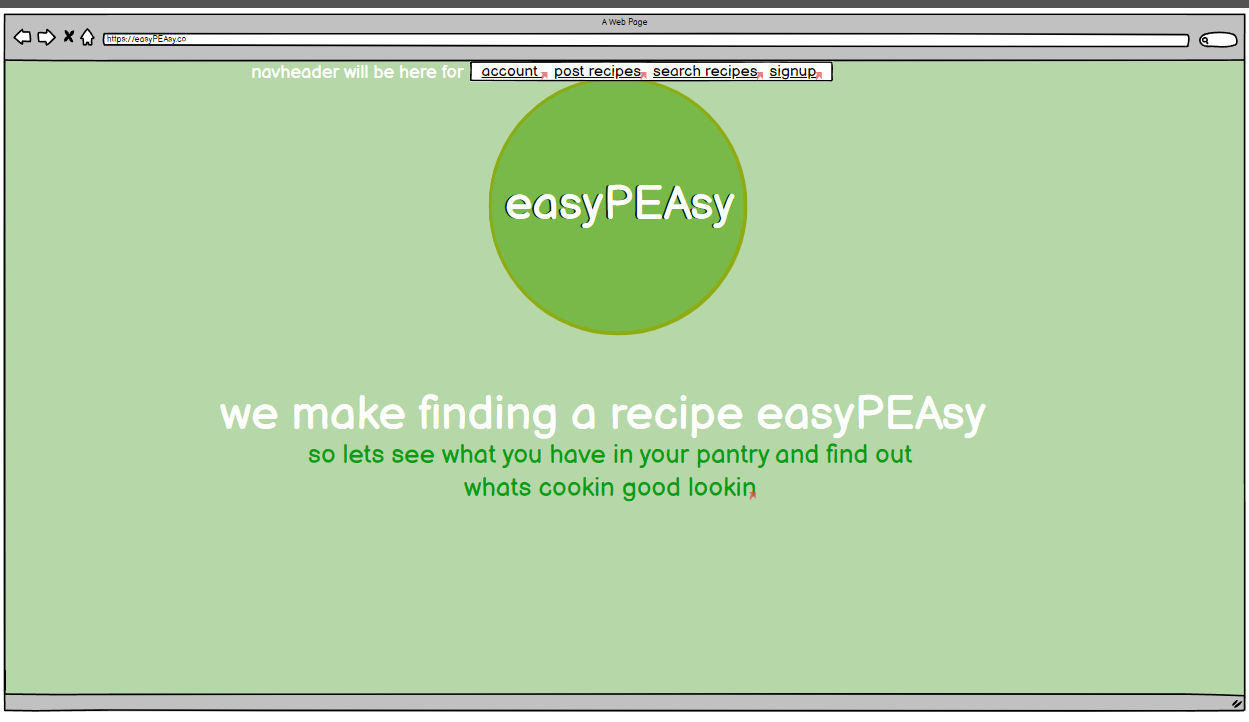 A Web Page
https://easyPEAsy.co
navheader will be here for account post recipes search recipes signup
easyPEAsy
we make finding a recipe easyPEAsy
so lets see what you have in your pantry and find out
whats cookin good lookin